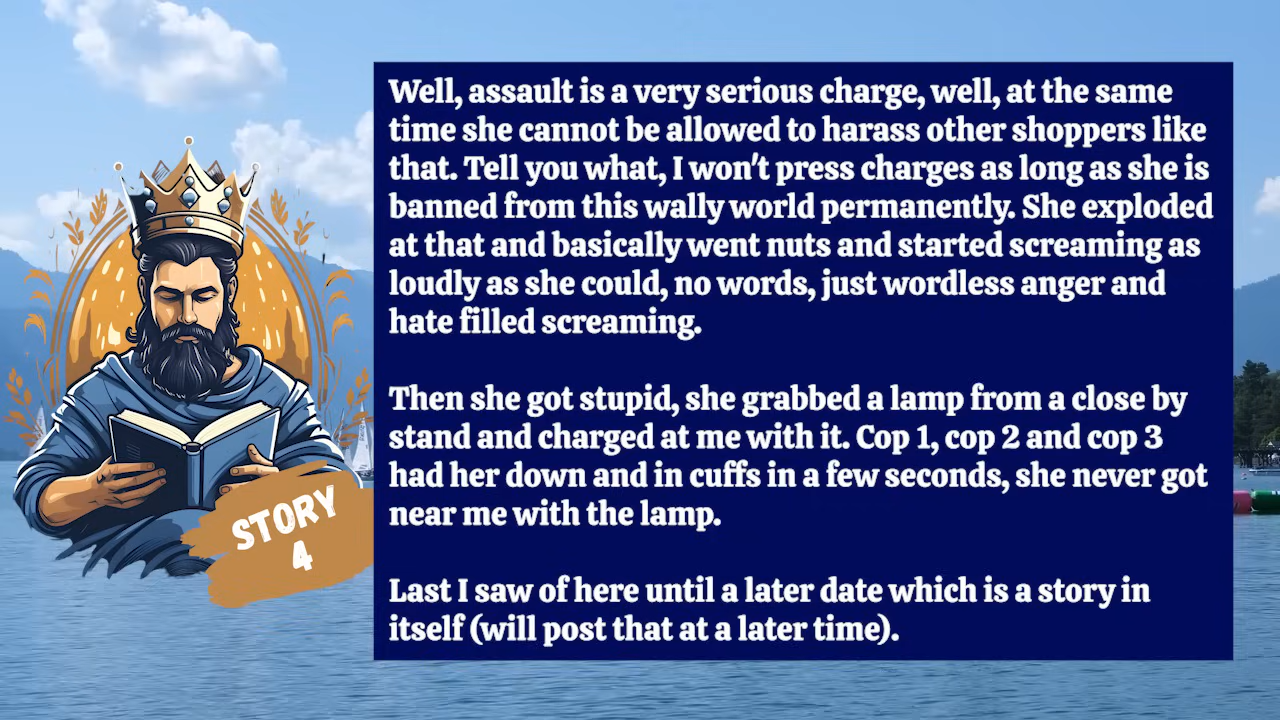 Well, assault is a very serious charge, well, at the same
time she cannot be allowed to harass other shoppers like
that. Tell you what, I won't press charges as long as she is
banned from this wally world permanently. She exploded
at that and basically went nuts and started screaming as
loudly as she could, no words, just wordless anger and
hate filled screaming.
Then she got stupid, she grabbed a lamp from a close by
stand and charged at me with it. Cop 1, cop 2 and cop 3
had her down and in cuffs in a few seconds, she never got
near me with the lamp.
Last I saw of here until a later date which is a story in
itself (will post that at a later time).
STORY
4